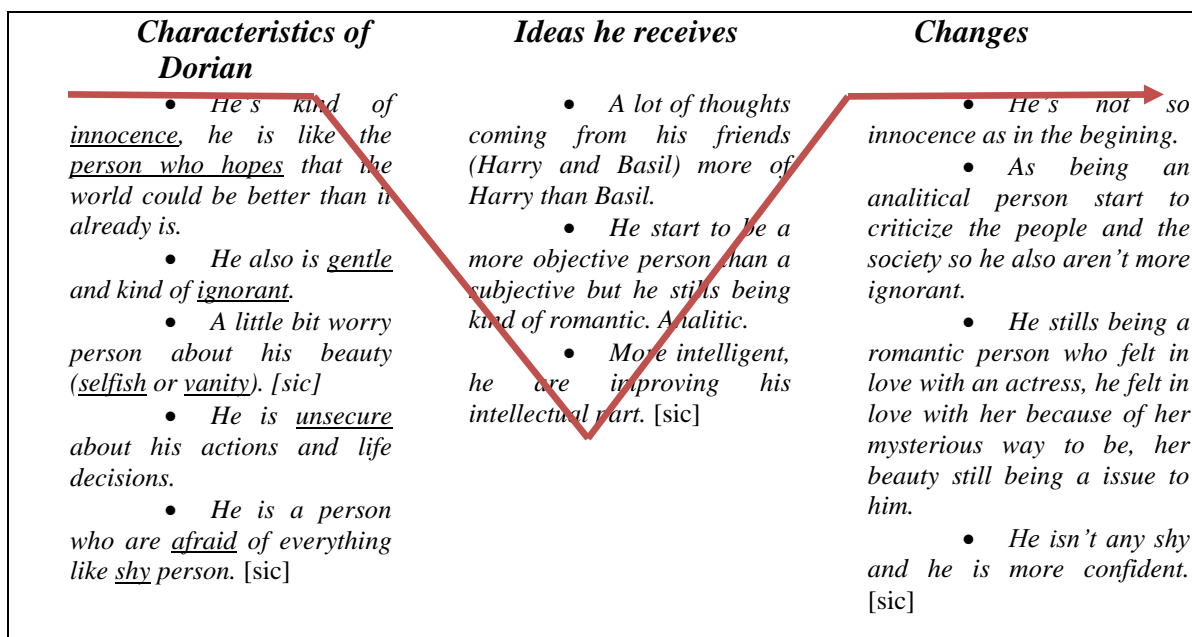 Characteristics of
Dorian
• He's kind of
innocence, he is like the
person who hopes that the
world could be better than it
already is.
• He also is gentle
and kind of ignorant.
• A little bit worry
person about his beauty
(selfish or vanity). [sic]
• He is unsecure
about his actions and life
decisions.
• He is a person
who are afraid of everything
like shy person. [sic]
Ideas he receives
• A lot of thoughts
coming from his friends
(Harry and Basil) more of
Harry than Basil.
• He start to be a
more objective person than a
subjective but he stills being
kind of romantic. Analitic.
• More intelligent,
he are improving his
intellectual part. [sic]
Changes
• He's not so
innocence as in the begining.
• As being an
analitical person start to
criticize the people and the
society so he also aren't more
ignorant.
• He stills being a
romantic person who felt in
love with an actress, he felt in
love with her because of her
mysterious way to be, her
beauty still being a issue to
him.
• He isn't any shy
and he is more confident.
[sic]